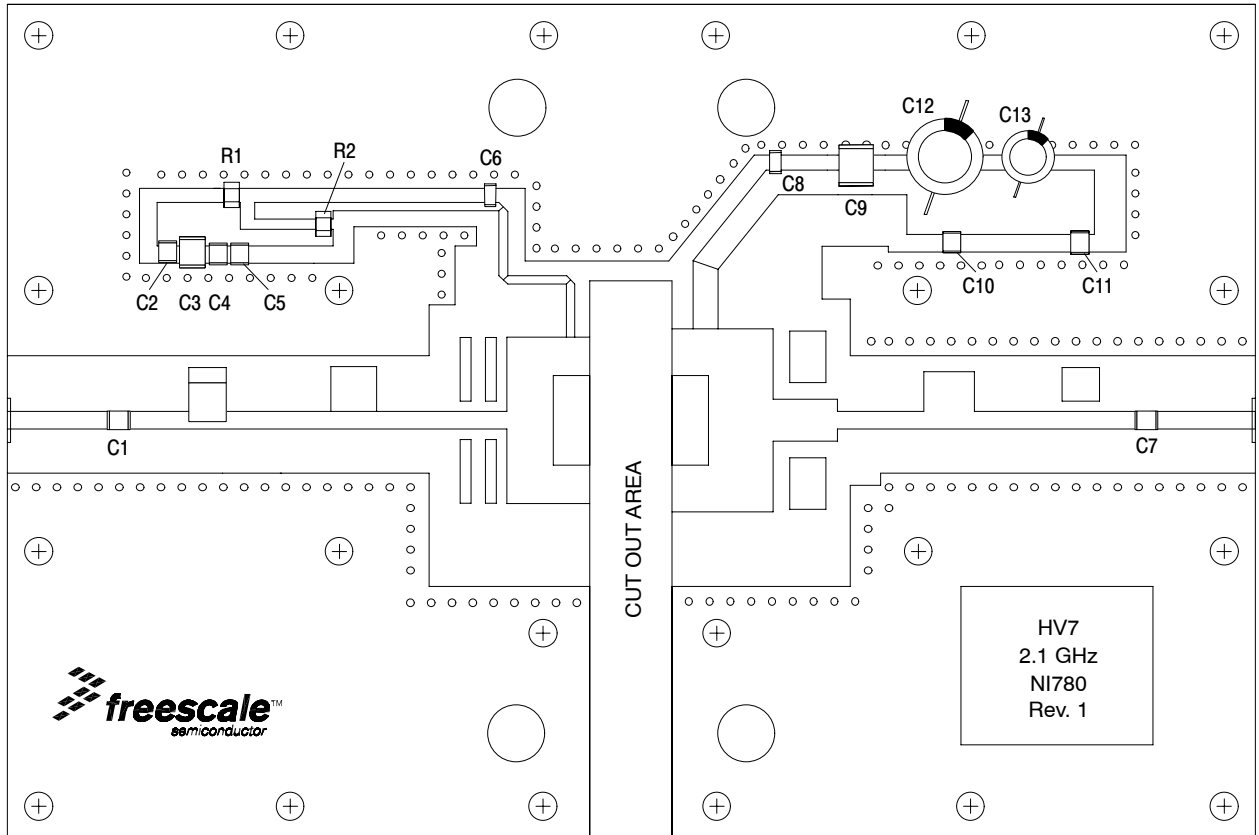 C12
C13
R1
R2
C6
C8
C9
C2
C3
C4
C5
C10
C11
C1
C7
CUT OUT AREA
HV7
2.1 GHz
NI780
Rev. 1
freescale™
semiconductor